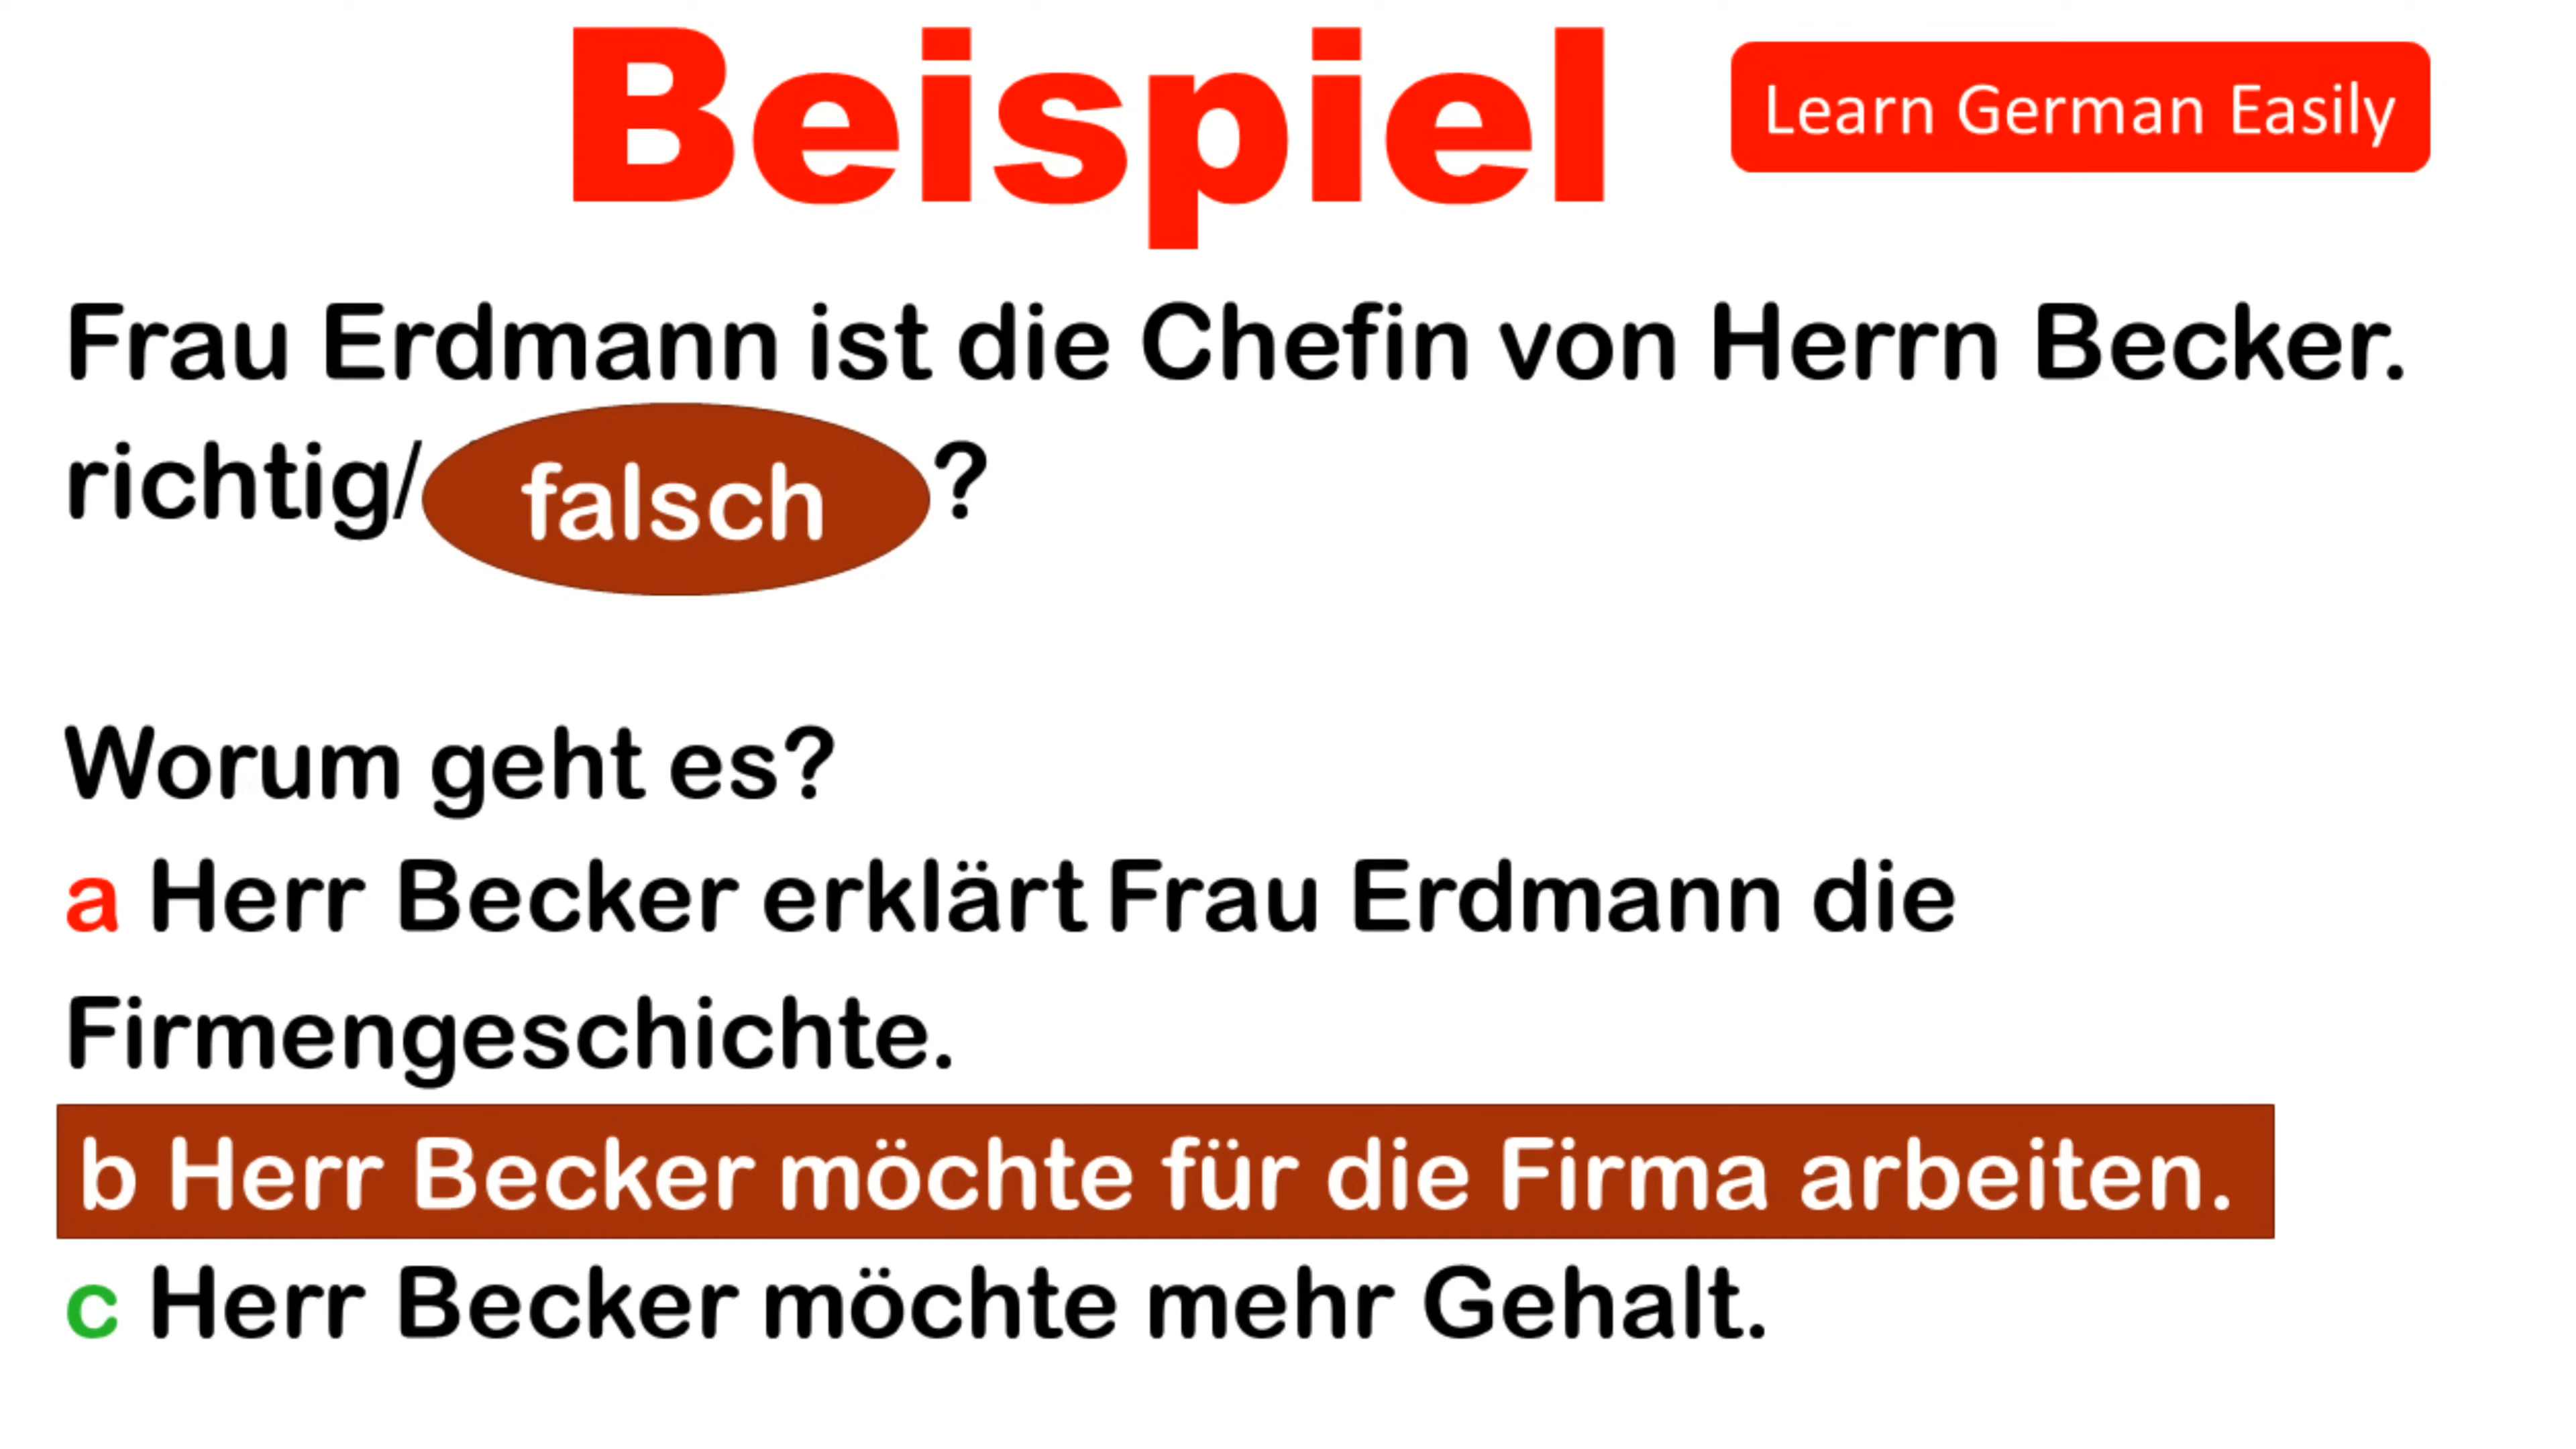 Beispiel
Learn German Easily
Frau Erdmann ist die Chefin von Herrn Becker.
richtig/ falsch ?
Worum geht es?
a Herr Becker erklärt Frau Erdmann die
Firmengeschichte.
b Herr Becker möchte für die Firma arbeiten.
c Herr Becker möchte mehr Gehalt.